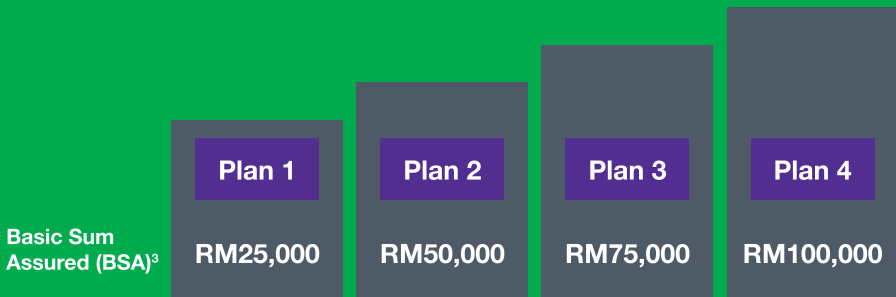 Plan 1
Plan 2
Plan 3
Plan 4
Basic Sum
Assured (BSA)³
RM25,000
RM50,000
RM75,000
RM100,000